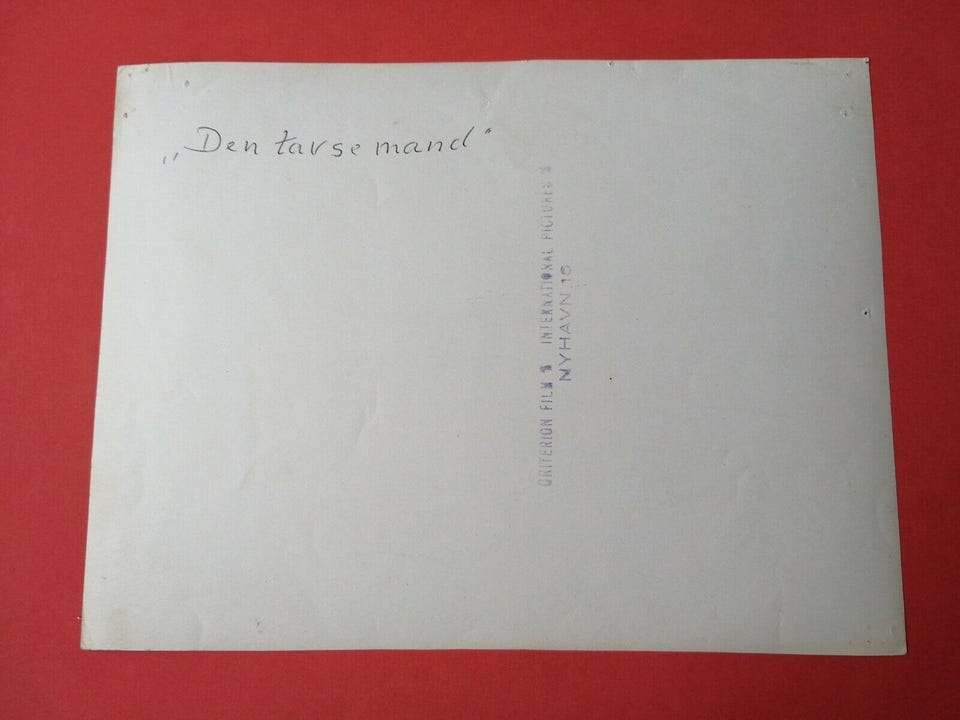 „Den tavse mand"
CRITERION FILM INTERNATIONAL PICTURES
NYHAVN 16